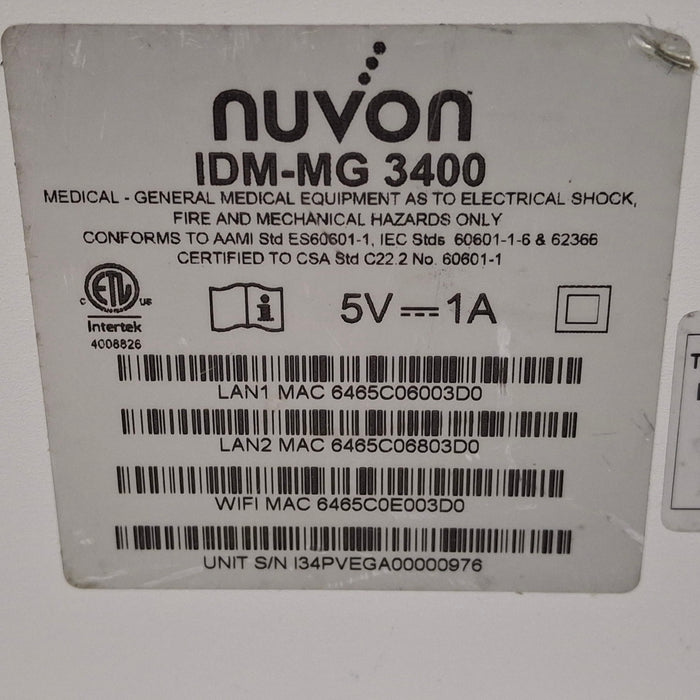 nuvon
IDM-MG 3400
MEDICAL - GENERAL MEDICAL EQUIPMENT AS TO ELECTRICAL SHOCK,
FIRE AND MECHANICAL HAZARDS ONLY
CONFORMS TO AAMI Std ES60601-1, IEC Stds 60601-1-6 & 62366
CERTIFIED TO CSA Std C22.2 No. 60601-1
C ETL US
Intertek
4008826
i
5V 1A
LAN1 MAC 6465C06003D0
LAN2 MAC 6465C06803D0
WIFI MAC 6465C0E003D0
UNIT S/N I34PVEGA00000976